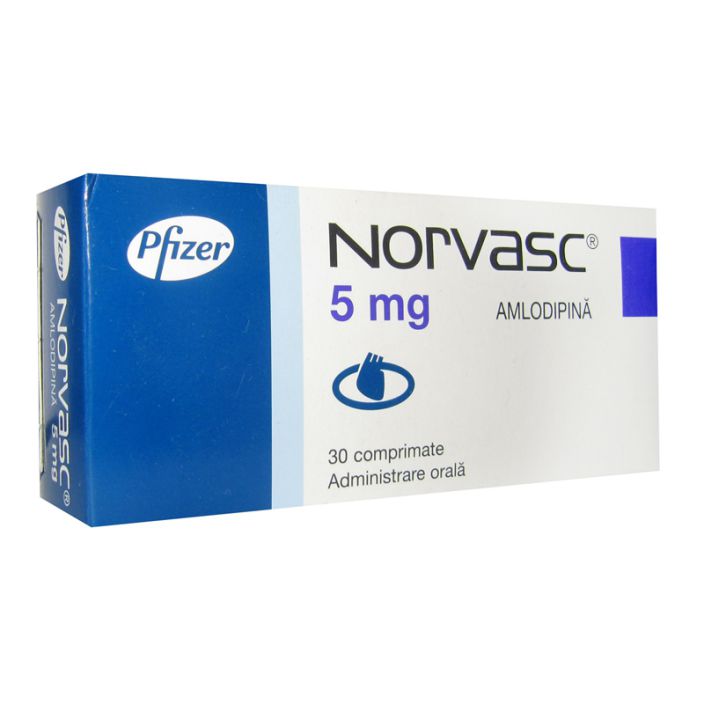 Pfizer
NORVASC®
5 mg
AMLODIPINĂ
30 comprimate
Administrare orală
Pfizer
NORVASC®
AMLODIPINĂ
5 mg